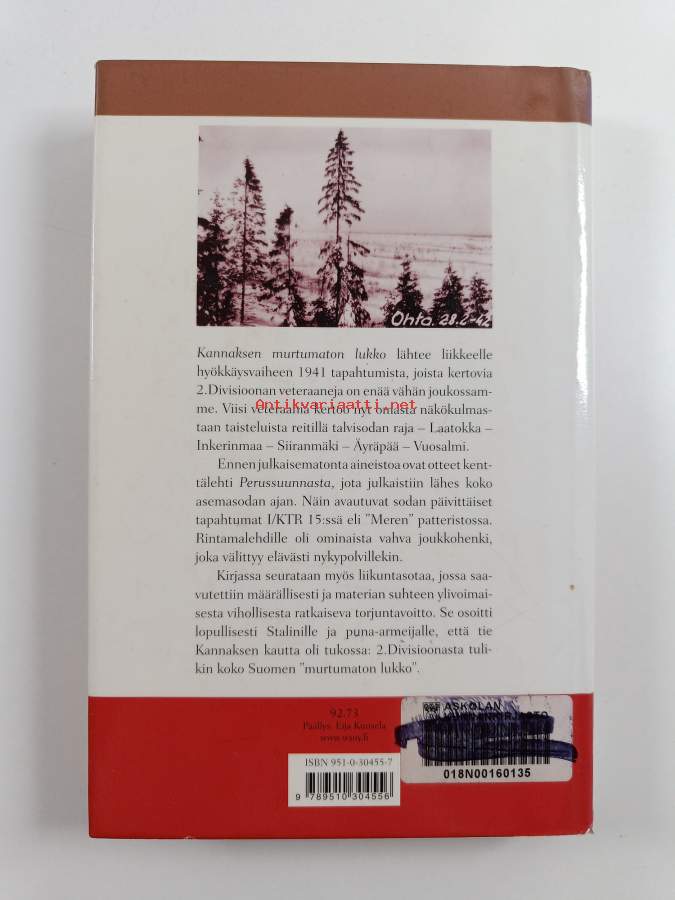 Ohta. 28.2-42
Kannaksen murtumaton lukko lähtee liikkeelle
hyökkäysvaiheen 1941 tapahtumista, joista kertovia
2.Divisioonan veteraaneja on enää vähän joukossam-
me. Viisi veteraania kertoo nyt omasta näkökulmas-
Antikvariaatti.net
taan taisteluista reitillä talvisodan raja – Laatokka –
Inkerinmaa – Siiranmäki – Äyräpää – Vuosalmi.
Ennen julkaisematonta aineistoa ovat otteet kent-
tälehti Perussuunnasta, jota julkaistiin lähes koko
asemasodan ajan. Näin avautuvat sodan päivittäiset
tapahtumat I/KTR 15:ssä eli "Meren" patteristossa.
Rintamalehdille oli ominaista vahva joukkohenki,
joka välittyy elävästi nykypolvillekin.
Kirjassa seurataan myös liikuntasotaa, jossa saa-
vutettiin määrällisesti ja materian suhteen ylivoimai-
sesta vihollisesta ratkaiseva torjuntavoitto. Se osoitti
lopullisesti Stalinille ja puna-armeijalle, että tie
Kannaksen kautta oli tukossa: 2.Divisioonasta tuli-
kin koko Suomen "murtumaton lukko".
92.73
Päällys: Eija Kuusela
www.wsoy.fi
ISBN 951-0-30455-7
9 789510 304556
ASKOLAN
018N00160135